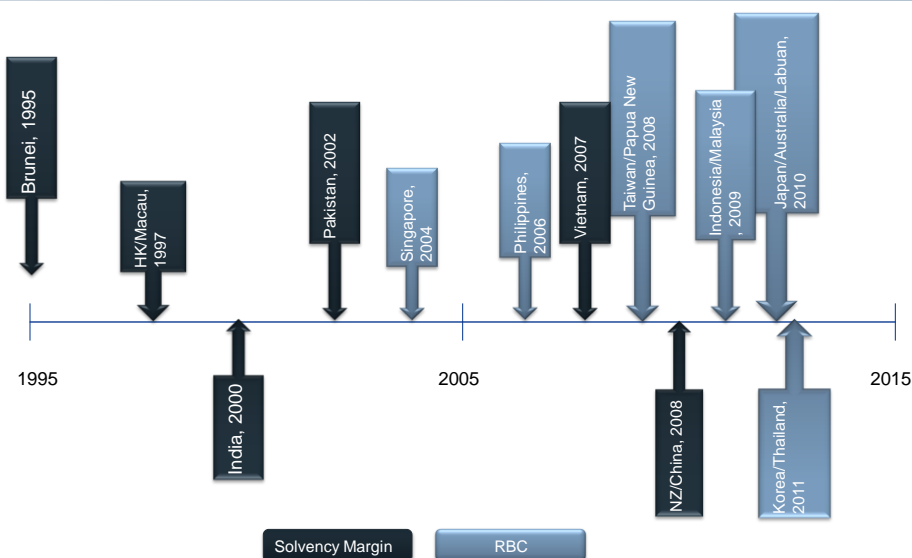 Brunei, 1995
HK/Macau,
1997
Pakistan, 2002
Singapore,
2004
Philippines,
2006
Vietnam, 2007
Taiwan/Papua New
Guinea, 2008
Indonesia/Malaysia
, 2009
Japan/Australia/Labuan,
2010
1995
2005
2015
India, 2000
NZ/China, 2008
Korea/Thailand,
2011
Solvency Margin
RBC